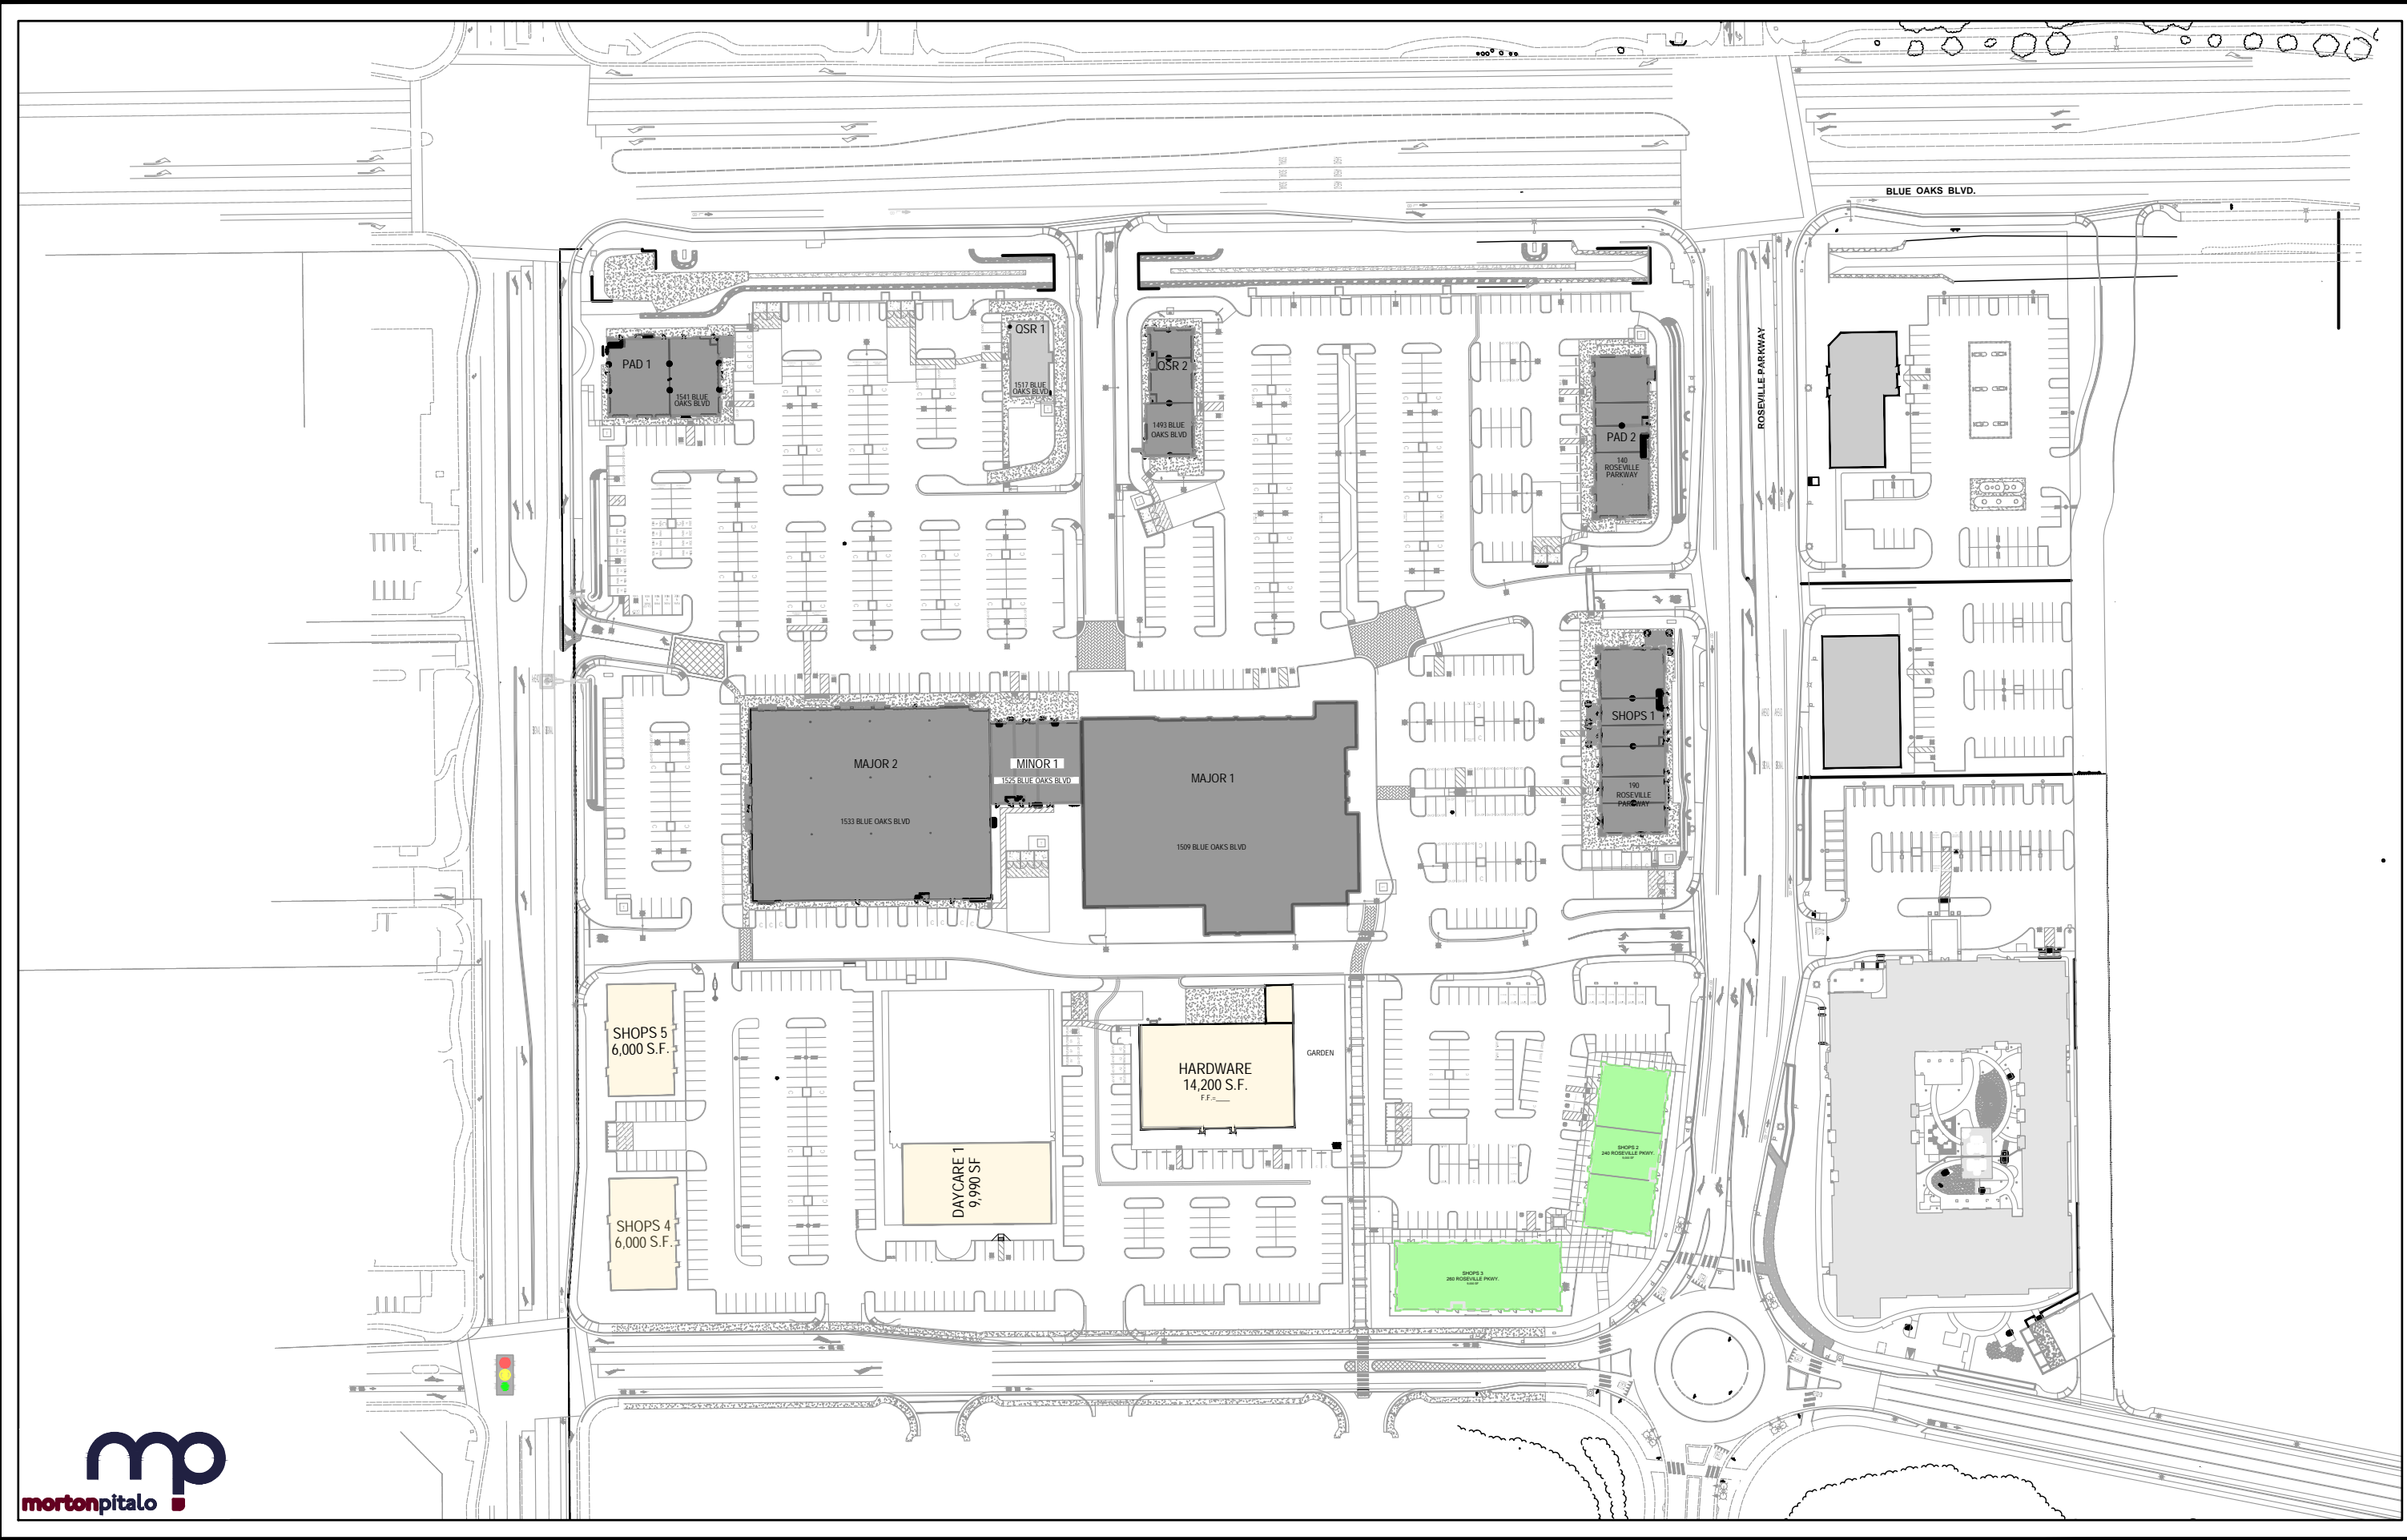 BLUE OAKS BLVD.
ROSEVILLE PARKWAY
QSR 1
1517 BLUE
OAKS BLVD
PAD 1
1541 BLUE
OAKS BLVD
QSR 2
1493 BLUE
OAKS BLVD
PAD 2
140
ROSEVILLE
PARKWAY
SHOPS 1
190
ROSEVILLE
PARKWAY
MAJOR 2
1533 BLUE OAKS BLVD
MINOR 1
1525 BLUE OAKS BLVD
MAJOR 1
1509 BLUE OAKS BLVD
SHOPS 5
6,000 S.F.
HARDWARE
14,200 S.F.
F.F.=___
GARDEN
DAYCARE 1
9,990 SF
SHOPS 2
240 ROSEVILLE PKWY.
SHOPS 4
6,000 S.F.
SHOPS 3
260 ROSEVILLE PKWY.
mp
mortonpitalo